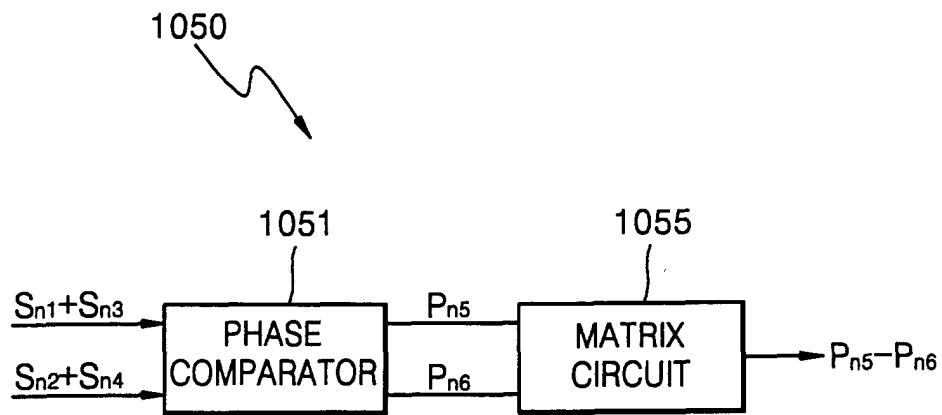 1050
1051
1055
Sn1+Sn3
PHASE
COMPARATOR
Pn5
MATRIX
CIRCUIT
Pn5-Pn6
Sn2+Sn4
Pn6